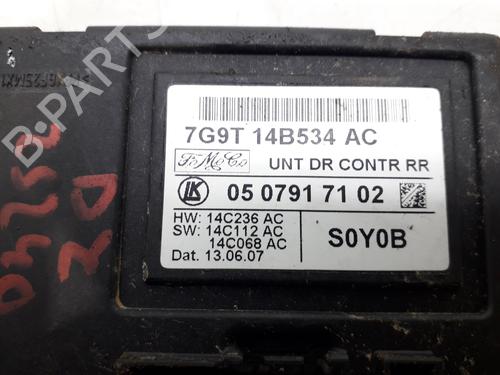 B-PARTS
7G9T 14B534 AC
FoMoCo UNT DR CONTR RR
LK 05 0791 71 02
HW: 14C236 AC
SW: 14C112 AC
14C068 AC
S0Y0B
Dat. 13.06.07